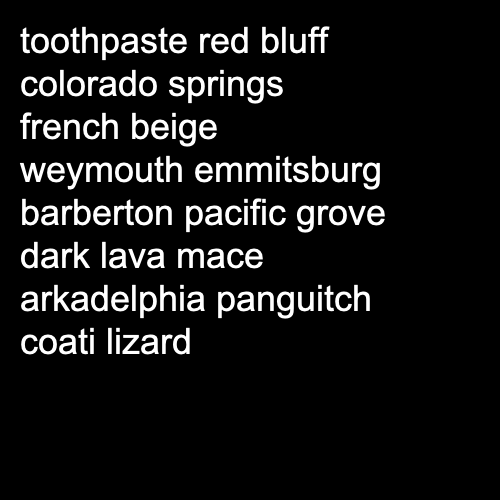 toothpaste red bluff
colorado springs
french beige
weymouth emmitsburg
barberton pacific grove
dark lava mace
arkadelphia panguitch
coati lizard